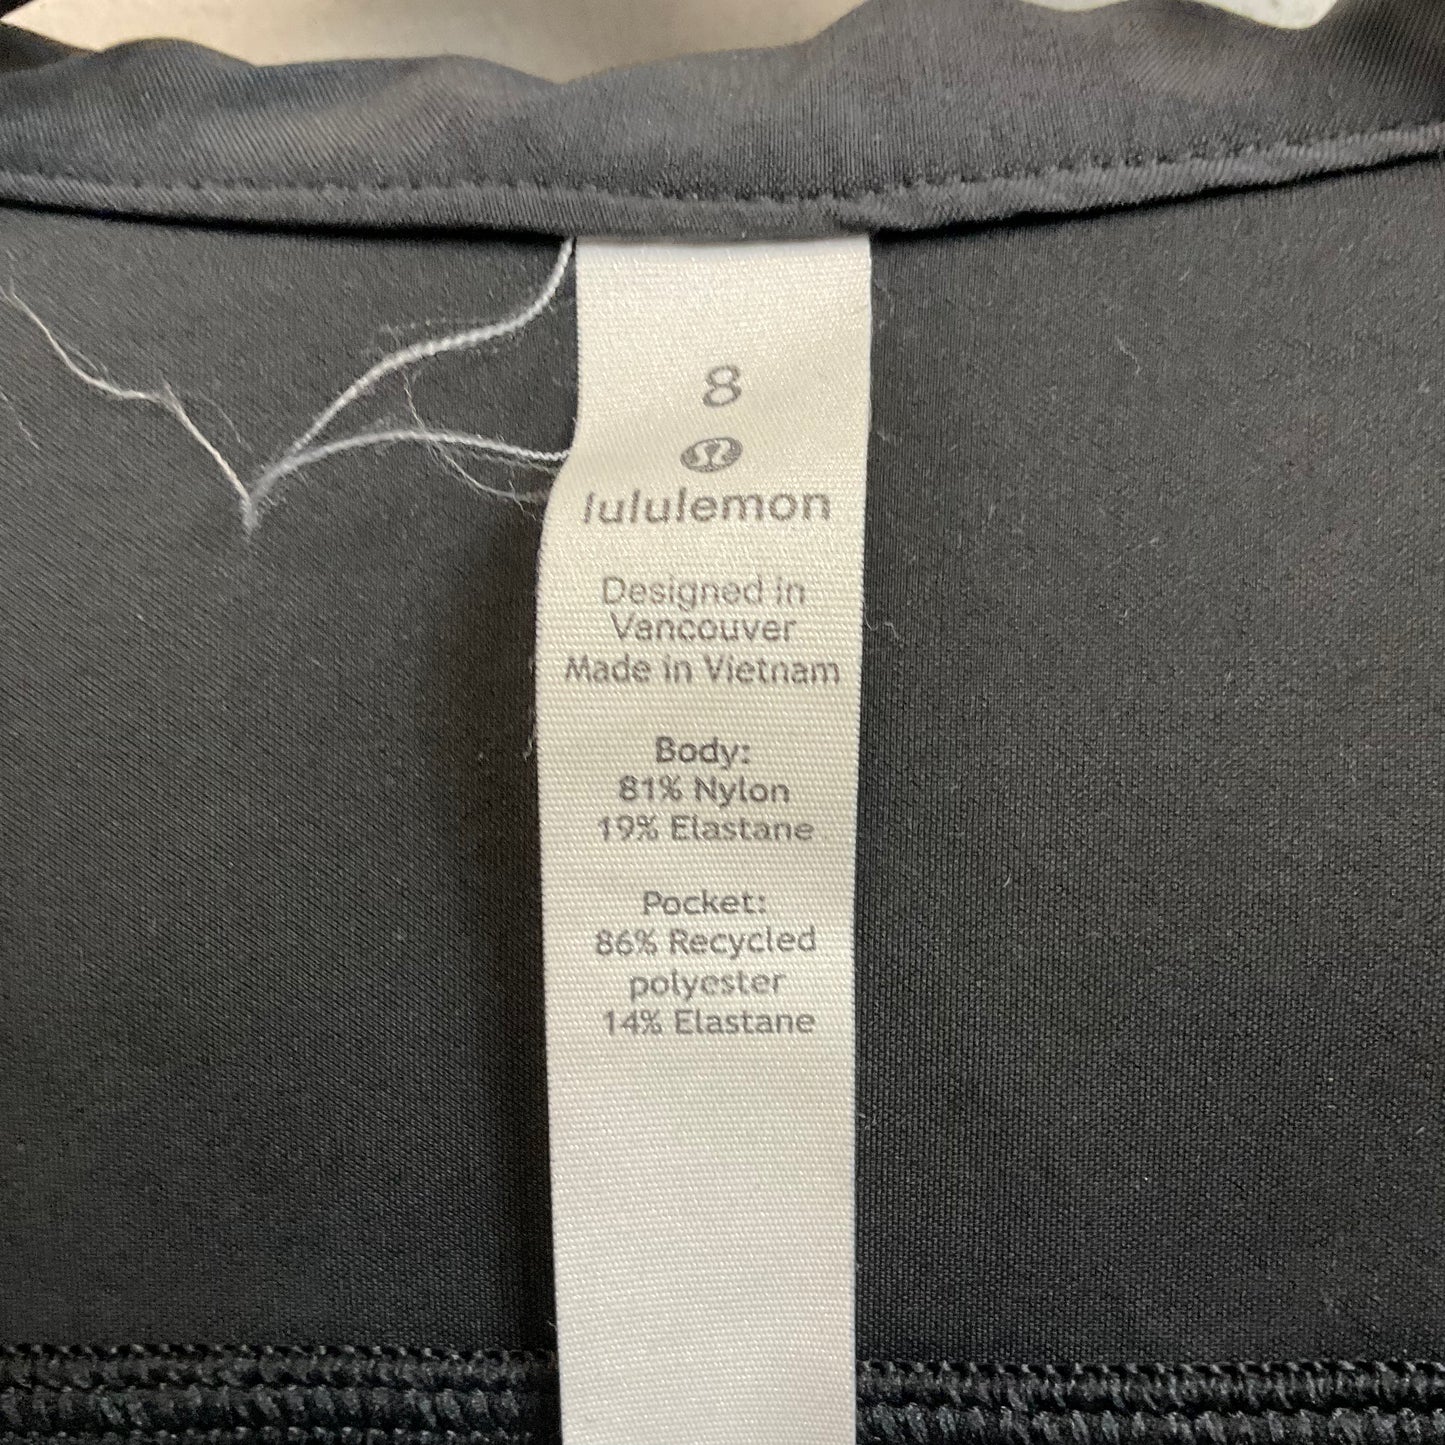 8
lululemon
Designed in
Vancouver
Made in Vietnam
Body:
81% Nylon
19% Elastane
Pocket:
86% Recycled
polyester
14% Elastane